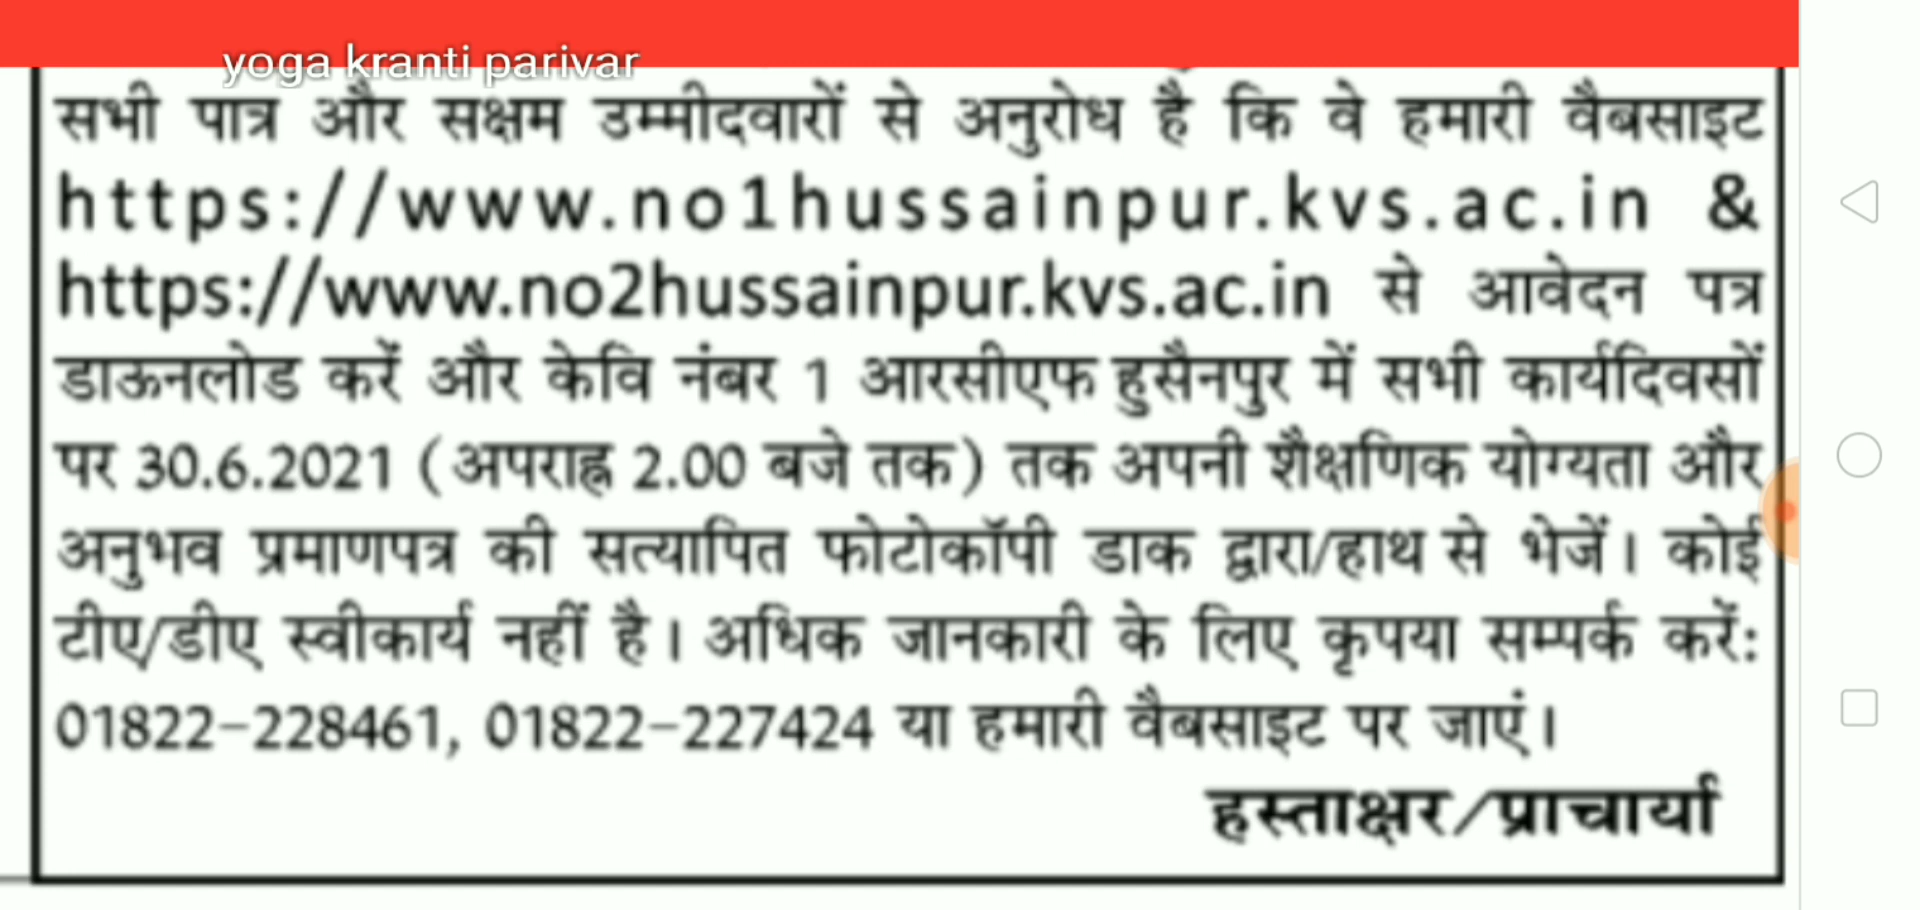 yoga kranti parivar
सभी पात्र और सक्षम उम्मीदवारों से अनुरोध है कि वे हमारी वैबसाइट
https://www.no1hussainpur.kvs.ac.in &
https://www.no2hussainpur.kvs.ac.in से आवेदन पत्र
डाऊनलोड करें और केवि नंबर 1 आरसीएफ हुसैनपुर में सभी कार्यदिवसों
पर 30.6.2021 (अपराह्न 2.00 बजे तक) तक अपनी शैक्षणिक योग्यता और
अनुभव प्रमाणपत्र की सत्यापित फोटोकॉपी डाक द्वारा/हाथ से भेजें। कोई
टीए/डीए स्वीकार्य नहीं है। अधिक जानकारी के लिए कृपया सम्पर्क करें:
01822-228461, 01822-227424 या हमारी वैबसाइट पर जाएं।
हस्ताक्षर/प्राचार्या